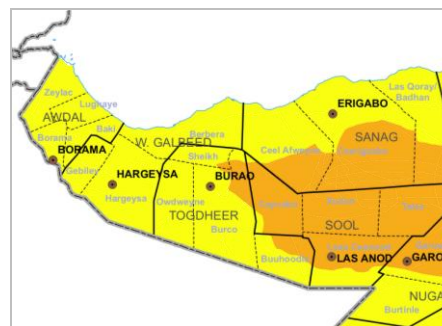 Zeylac
Lughaye
AWDAL
Borama
Baki
BORAMA
Gebiley
W. GALBEED
Berbera
Sheikh
HARGEYSA
Hargeysa
BURAO
Owdweyne
TOGDHEER
Burco
Buuhoodle
Las Qoray/
Badhan
ERIGABO
SANAG
Ceel Afweyn
SOOL
LAS ANOD
GARO
NUGA
Burtinle